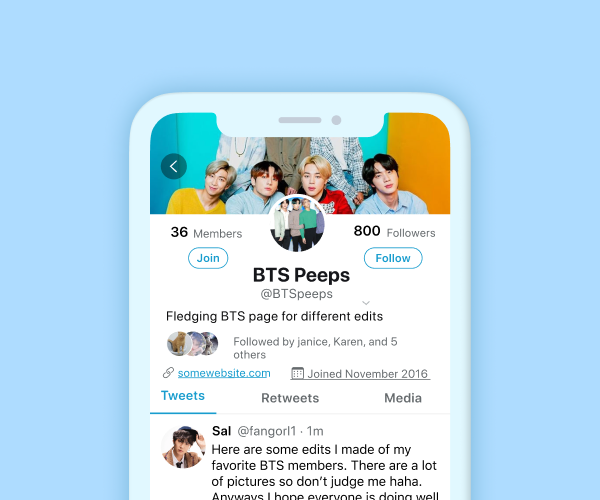 36 Members
800 Followers
Join
Follow
BTS Peeps
@BTSpeeps
Fledging BTS page for different edits
Followed by janice, Karen, and 5
others
somewebsite.com
Joined November 2016
Tweets
Retweets
Media
Sal @fangorl1 · 1m
Here are some edits I made of my
favorite BTS members. There are a lot
of pictures so don’t judge me haha.
Anyways I hope everyone is doing well